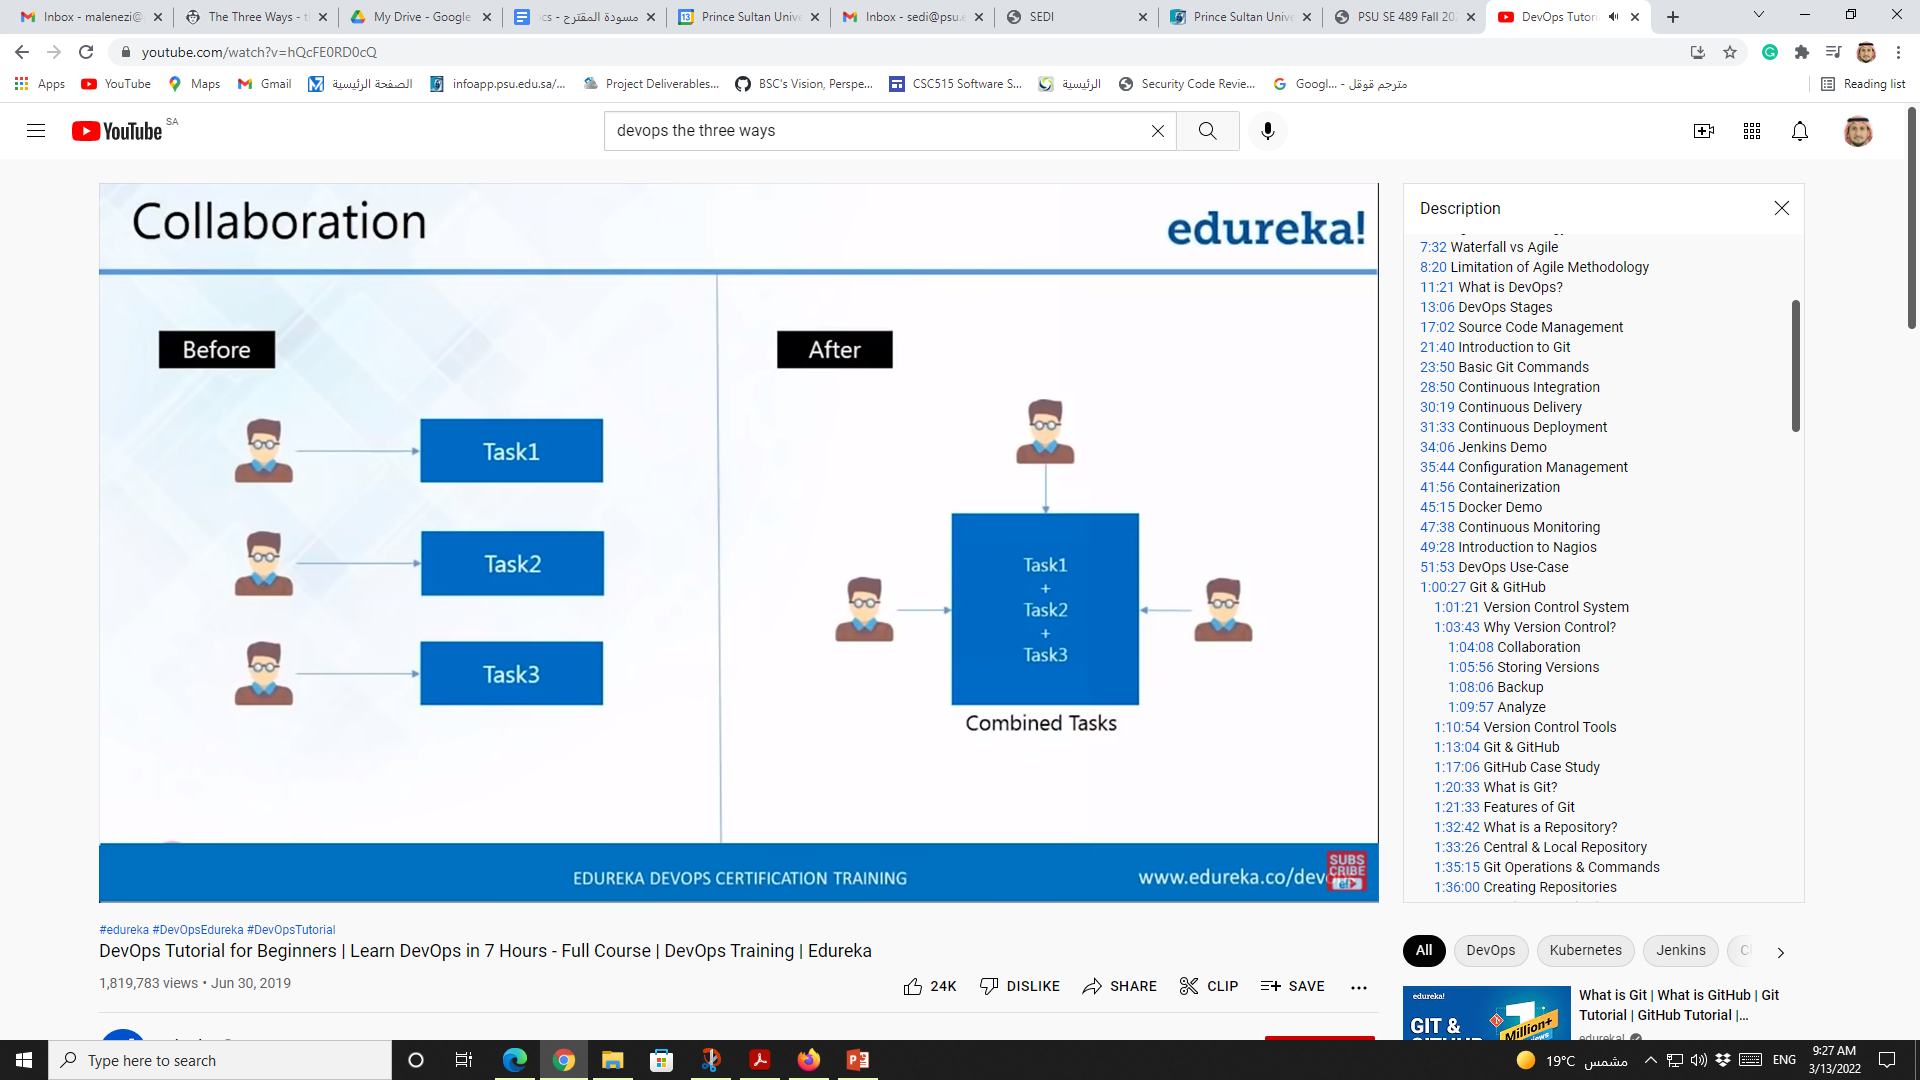 Inbox - malenezi@
The Three Ways - t
My Drive - Google
مسودة المقترح - ocs
Prince Sultan Unive
Inbox - sedi@psu.e
SEDI
Prince Sultan Unive
PSU SE 489 Fall 20
DevOps Tutori
youtube.com/watch?v=hQcFE0RD0cQ
Apps
YouTube
Maps
Gmail
الصفحة الرئيسية
infoapp.psu.edu.sa/...
Project Deliverables...
BSC's Vision, Perspe...
CSC515 Software S...
الرئيسية
Security Code Revie...
Googl... - مترجم قوقل
Reading list
YouTube SA
devops the three ways
Collaboration
edureka!
Before
After
Task1
Task2
Task3
Task1
+
Task2
+
Task3
Combined Tasks
EDUREKA DEVOPS CERTIFICATION TRAINING
www.edureka.co/dev
SUBS
CRIBE
Description
7:32 Waterfall vs Agile
8:20 Limitation of Agile Methodology
11:21 What is DevOps?
13:06 DevOps Stages
17:02 Source Code Management
21:40 Introduction to Git
23:50 Basic Git Commands
28:50 Continuous Integration
30:19 Continuous Delivery
31:33 Continuous Deployment
34:06 Jenkins Demo
35:44 Configuration Management
41:56 Containerization
45:15 Docker Demo
47:38 Continuous Monitoring
49:28 Introduction to Nagios
51:53 DevOps Use-Case
1:00:27 Git & GitHub
1:01:21 Version Control System
1:03:43 Why Version Control?
1:04:08 Collaboration
1:05:56 Storing Versions
1:08:06 Backup
1:09:57 Analyze
1:10:54 Version Control Tools
1:13:04 Git & GitHub
1:17:06 GitHub Case Study
1:20:33 What is Git?
1:21:33 Features of Git
1:32:42 What is a Repository?
1:33:26 Central & Local Repository
1:35:15 Git Operations & Commands
1:36:00 Creating Repositories
#edureka #DevOpsEdureka #DevOpsTutorial
DevOps Tutorial for Beginners | Learn DevOps in 7 Hours - Full Course | DevOps Training | Edureka
1,819,783 views • Jun 30, 2019
24K
DISLIKE
SHARE
CLIP
SAVE
All
DevOps
Kubernetes
Jenkins
edureka!
GIT &
Million+
What is Git | What is GitHub | Git
Tutorial | GitHub Tutorial |...
edureka!
Type here to search
19°C مشمس
ENG
9:27 AM
3/13/2022